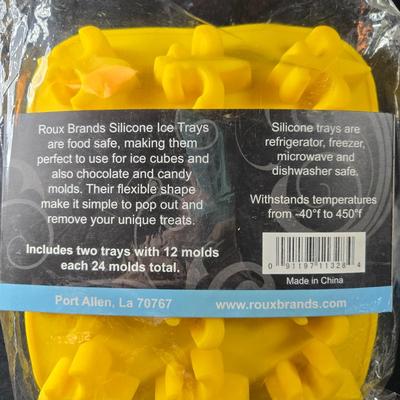 Roux Brands Silicone Ice Trays
are food safe, making them
perfect to use for ice cubes and
also chocolate and candy
molds. Their flexible shape
make it simple to pop out and
remove your unique treats.
Includes two trays with 12 molds
each 24 molds total.
Silicone trays are
refrigerator, freezer,
microwave and
dishwasher safe.
Withstands temperatures
from -40°f to 450°f
0 91197 11328 4
Made in China
Port Allen, La 70767
www.rouxbrands.com